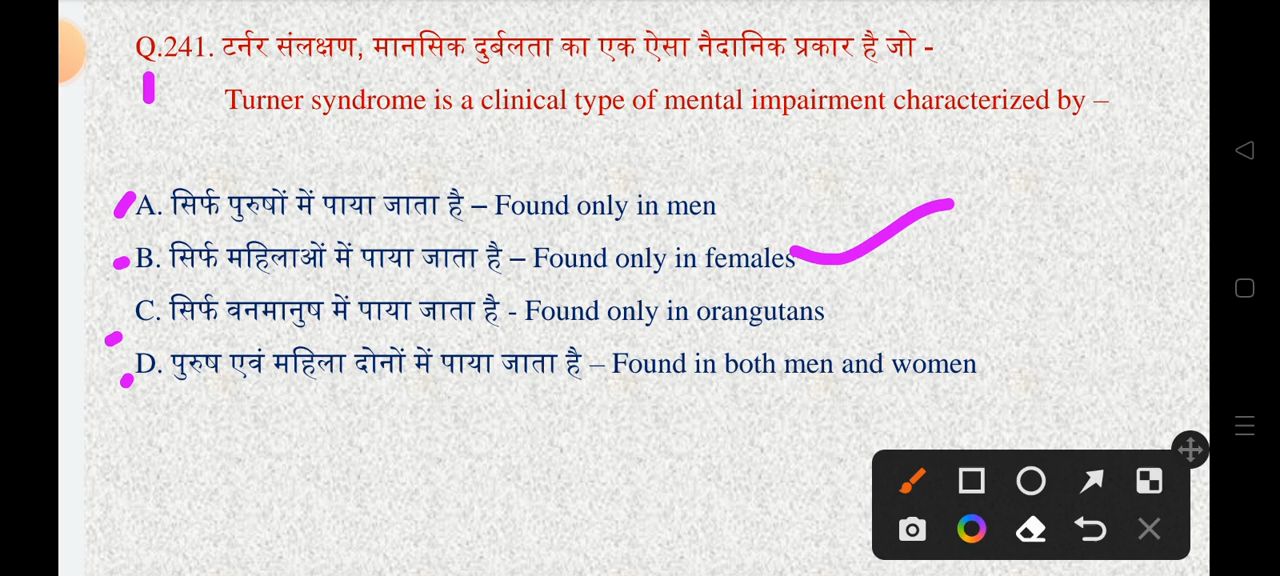 Q.241. टर्नर संलक्षण, मानसिक दुर्बलता का एक ऐसा नैदानिक प्रकार है जो -
Turner syndrome is a clinical type of mental impairment characterized by –
A. सिर्फ पुरुषों में पाया जाता है – Found only in men
B. सिर्फ महिलाओं में पाया जाता है – Found only in females
C. सिर्फ वनमानुष में पाया जाता है - Found only in orangutans
D. पुरुष एवं महिला दोनों में पाया जाता है – Found in both men and women